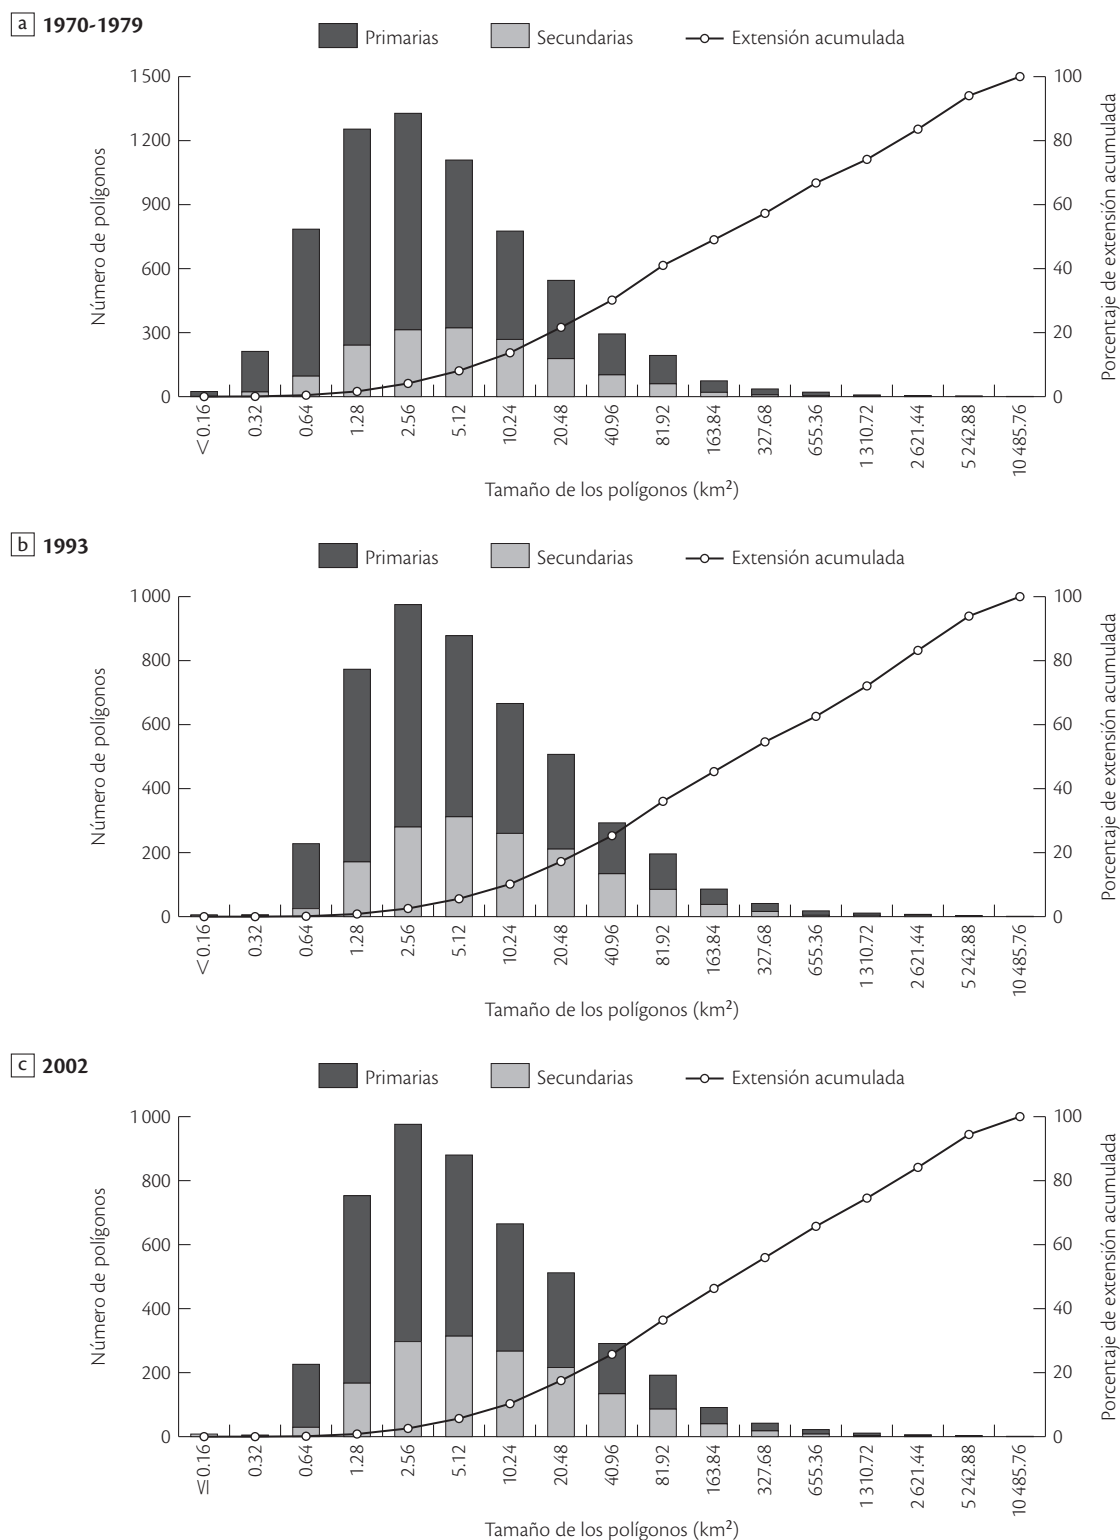 a 1970-1979
Primarias Secundarias Extensión acumulada
Número de polígonos
1 500
1200
900
600
300
0
100
80
60
40
20
0
Porcentaje de extensión acumulada
< 0.16 0.32 0.64 1.28 2.56 5.12 10.24 20.48 40.96 81.92 163.84 327.68 655.36 1 310.72 2 621.44 5 242.88 10 485.76
Tamaño de los polígonos (km²)
b 1993
Primarias Secundarias Extensión acumulada
Número de polígonos
1 000
800
600
400
200
0
100
80
60
40
20
0
Porcentaje de extensión acumulada
< 0.16 0.32 0.64 1.28 2.56 5.12 10.24 20.48 40.96 81.92 163.84 327.68 655.36 1 310.72 2 621.44 5 242.88 10 485.76
Tamaño de los polígonos (km²)
c 2002
Primarias Secundarias Extensión acumulada
Número de polígonos
1 000
800
600
400
200
0
100
80
60
40
20
0
Porcentaje de extensión acumulada
≤ 0.16 0.32 0.64 1.28 2.56 5.12 10.24 20.48 40.96 81.92 163.84 327.68 655.36 1 310.72 2 621.44 5 242.88 10 485.76
Tamaño de los polígonos (km²)